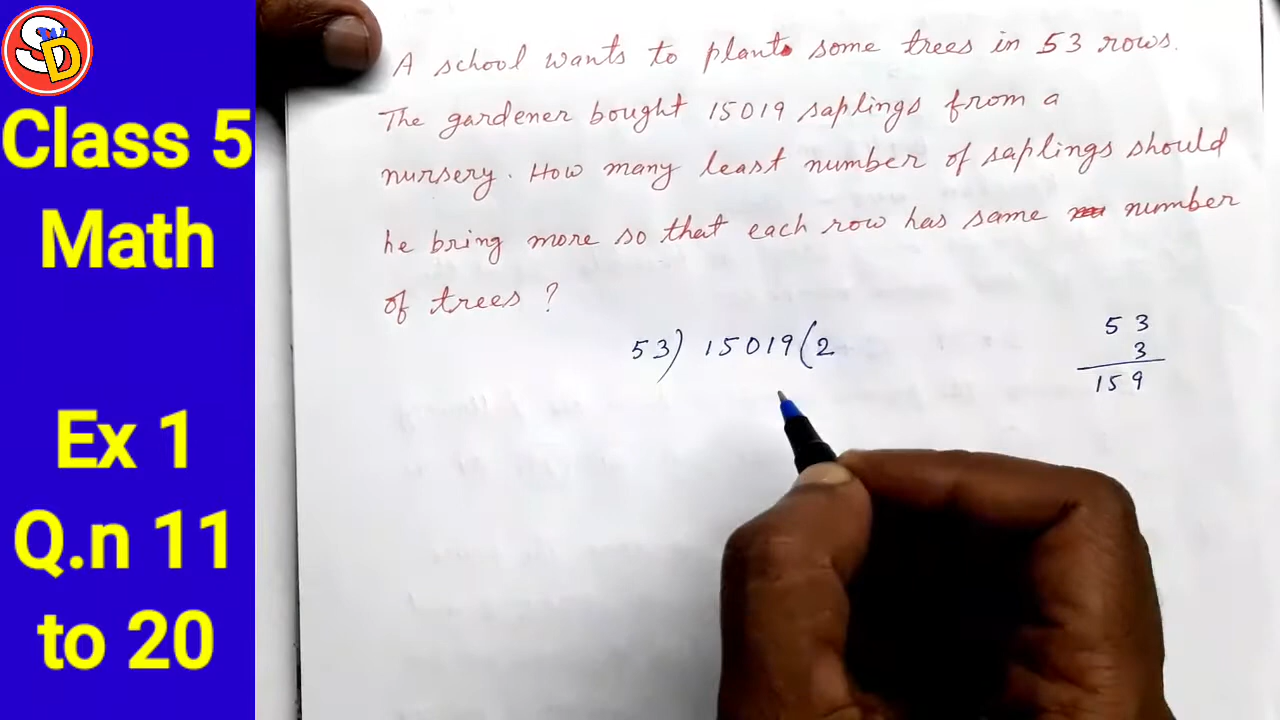 SD
Class 5
Math
Ex 1
Q.n 11
to 20
A school wants to plant some trees in 53 rows.
The gardener bought 15019 saplings from a
nursery. How many least number of saplings should
he bring more so that each row has same number
of trees ?
53) 15019 (2
53
3
159